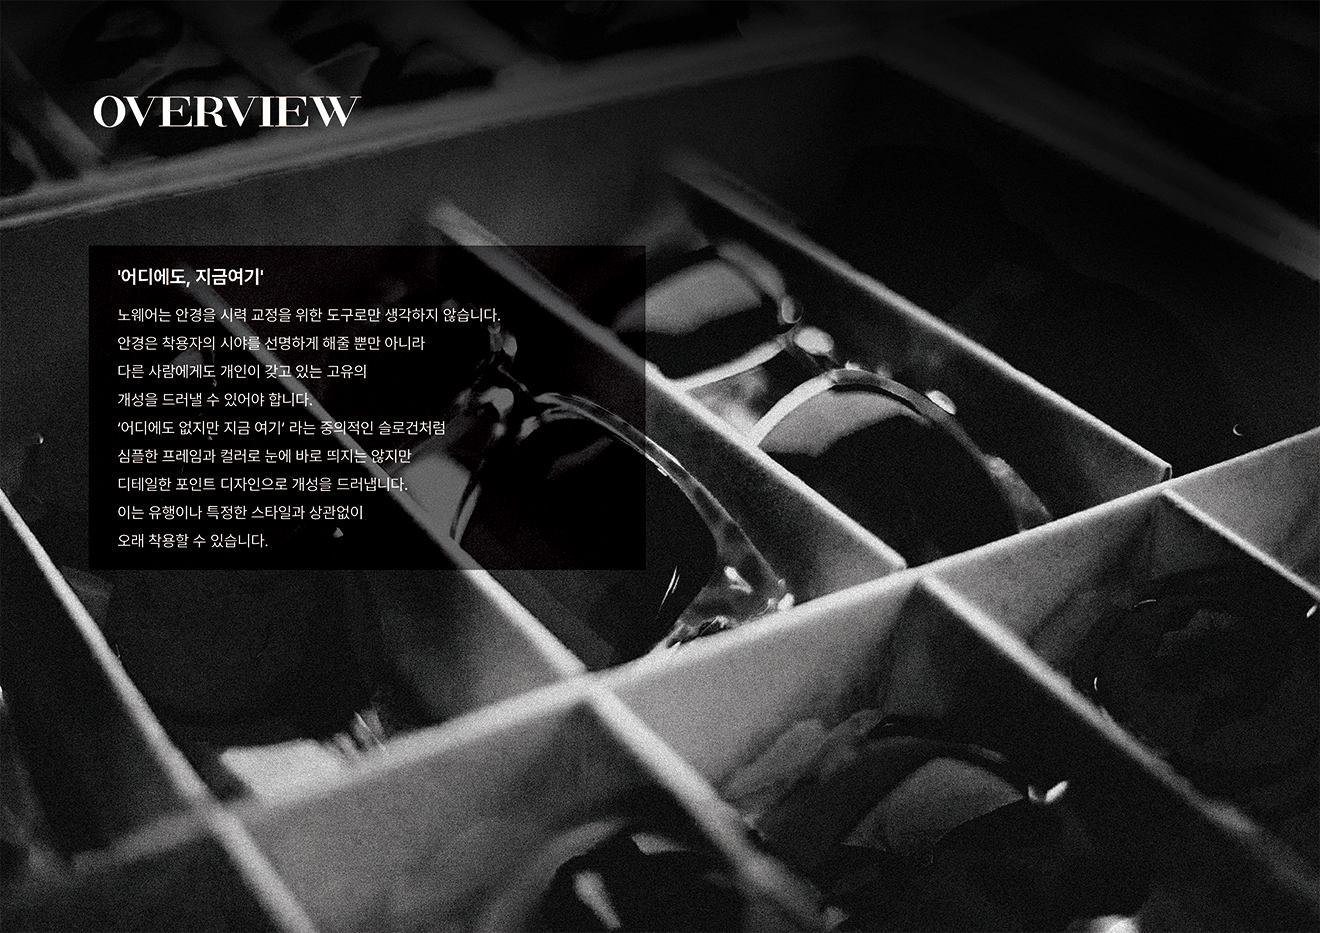 OVERVIEW
'어디에도, 지금여기'
노웨어는 안경을 시력 교정을 위한 도구로만 생각하지 않습니다.
안경은 착용자의 시야를 선명하게 해줄 뿐만 아니라
다른 사람에게도 개인이 갖고 있는 고유의
개성을 드러낼 수 있어야 합니다.
‘어디에도 없지만 지금 여기’ 라는 중의적인 슬로건처럼
심플한 프레임과 컬러로 눈에 바로 띄지는 않지만
디테일한 포인트 디자인으로 개성을 드러냅니다.
이는 유행이나 특정한 스타일과 상관없이
오래 착용할 수 있습니다.